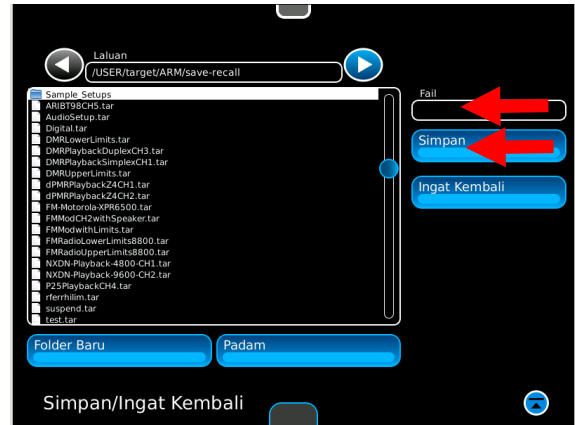 Laluan
/USER/target/ARM/save-recall
Sample_Setups
ARIBT98CH5.tar
AudioSetup.tar
Digital.tar
DMRLowerLimits.tar
DMRPlaybackDuplexCH3.tar
DMRPlaybackSimplexCH1.tar
DMRUpperLimits.tar
dPMRPlaybackZ4CH1.tar
dPMRPlaybackZ4CH2.tar
FM-Motorola-XPR6500.tar
FMModCH2withSpeaker.tar
FMModwithLimits.tar
FMRadioLowerLimits8800.tar
FMRadioUpperLimits8800.tar
NXDN-Playback-4800-CH1.tar
NXDN-Playback-9600-CH2.tar
P25PlaybackCH4.tar
rferrhilim.tar
suspend.tar
test.tar
Fail
Simpan
Ingat Kembali
Folder Baru
Padam
Simpan/Ingat Kembali